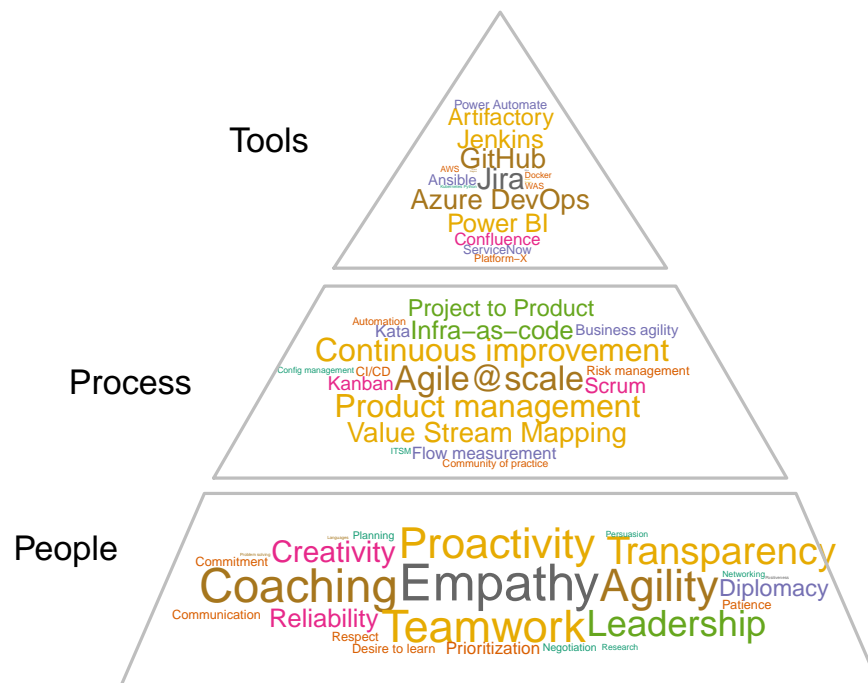 Power Automate
Artifactory
Tools
Jenkins
GitHub
AWS
Docker
Ansible Jira
WAS
Azure DevOps
Power BI
Confluence
ServiceNow
Platform−X
Project to Product
Automation
Kata Infra−as−code Business agility
Continuous improvement
Config management CI/CD Agile@scale Risk management
Process
Kanban Scrum
Product management
Value Stream Mapping
ITSM Flow measurement
Community of practice
People
Languages Planning Proactivity Persuasion
Problem solving Creativity Transparency
Commitment
Coaching Empathy Agility Networking
Diplomacy
Communication Reliability Teamwork Leadership Patience
Respect
Desire to learn Prioritization Negotiation Research